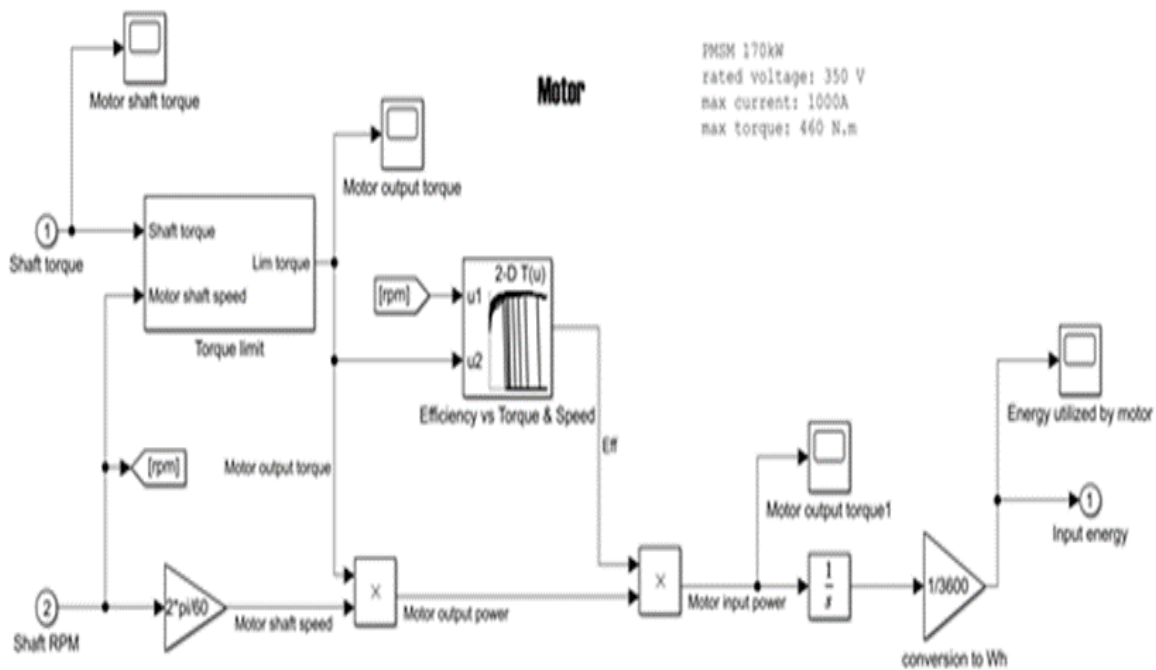 PMSM 170kW
rated voltage: 350 V
max current: 1000A
max torque: 460 N.m
Motor
Motor shaft torque
Motor output torque
1
Shaft torque
Shaft torque
Lim torque
Motor shaft speed
Torque limit
[rpm]
2-D T(u)
u1
u2
Efficiency vs Torque & Speed
Energy utilized by motor
Eff
[rpm]
Motor output torque
Motor output torque1
1
Input energy
2
Shaft RPM
2*pi/60
Motor shaft speed
×
Motor output power
×
Motor input power
1
s
1/3600
conversion to Wh